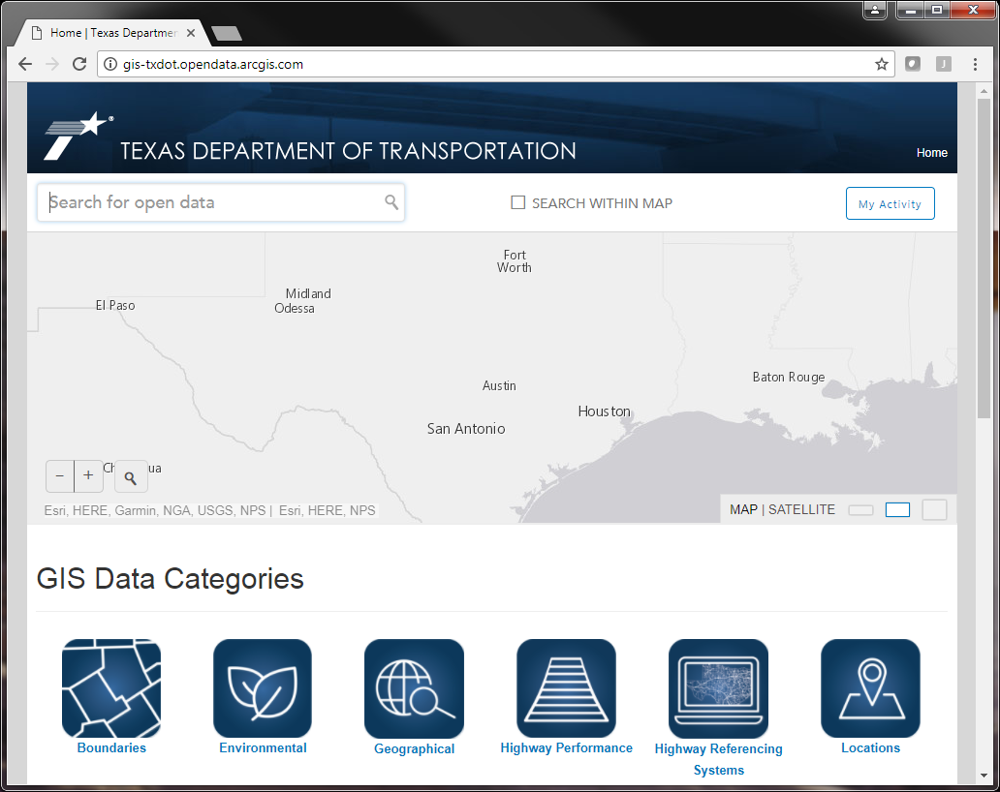 Home | Texas Departmen
gis-txdot.opendata.arcgis.com
J
TEXAS DEPARTMENT OF TRANSPORTATION
Home
Search for open data
SEARCH WITHIN MAP
My Activity
Fort
Worth
Midland
Odessa
El Paso
Baton Rouge
Austin
Houston
San Antonio
− +
Ch ua
Esri, HERE, Garmin, NGA, USGS, NPS | Esri, HERE, NPS
MAP | SATELLITE
GIS Data Categories
Boundaries
Environmental
Geographical
Highway Performance
Highway Referencing
Systems
Locations